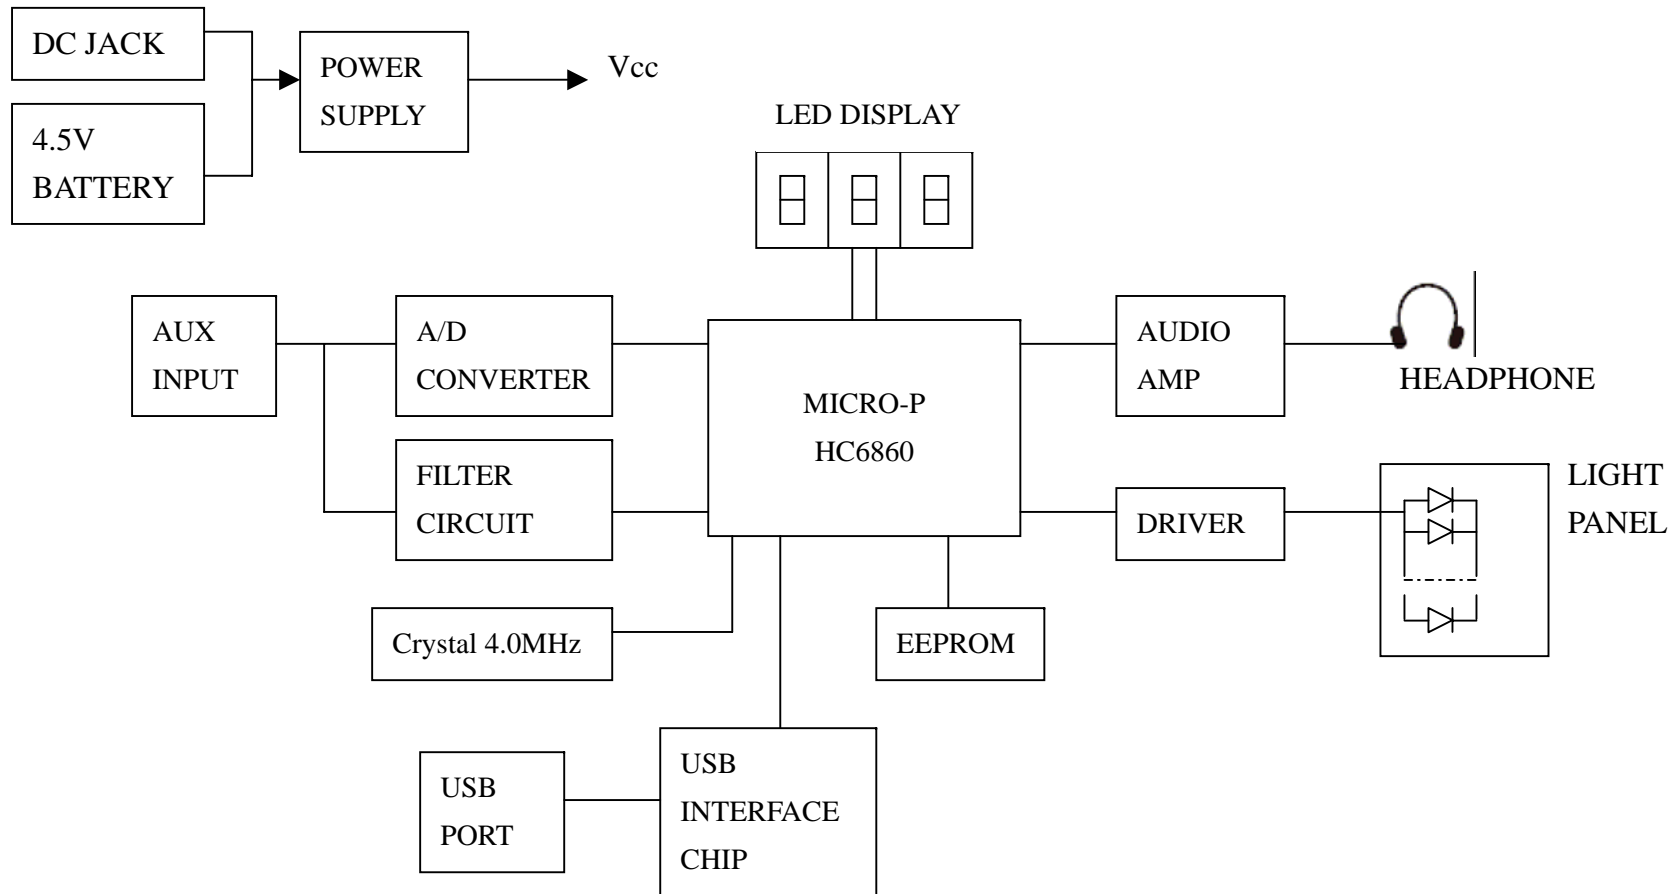 DC JACK
4.5V
BATTERY
POWER
SUPPLY
Vcc
LED DISPLAY
AUX
INPUT
A/D
CONVERTER
FILTER
CIRCUIT
MICRO-P
HC6860
AUDIO
AMP
HEADPHONE
DRIVER
LIGHT
PANEL
Crystal 4.0MHz
EEPROM
USB
PORT
USB
INTERFACE
CHIP